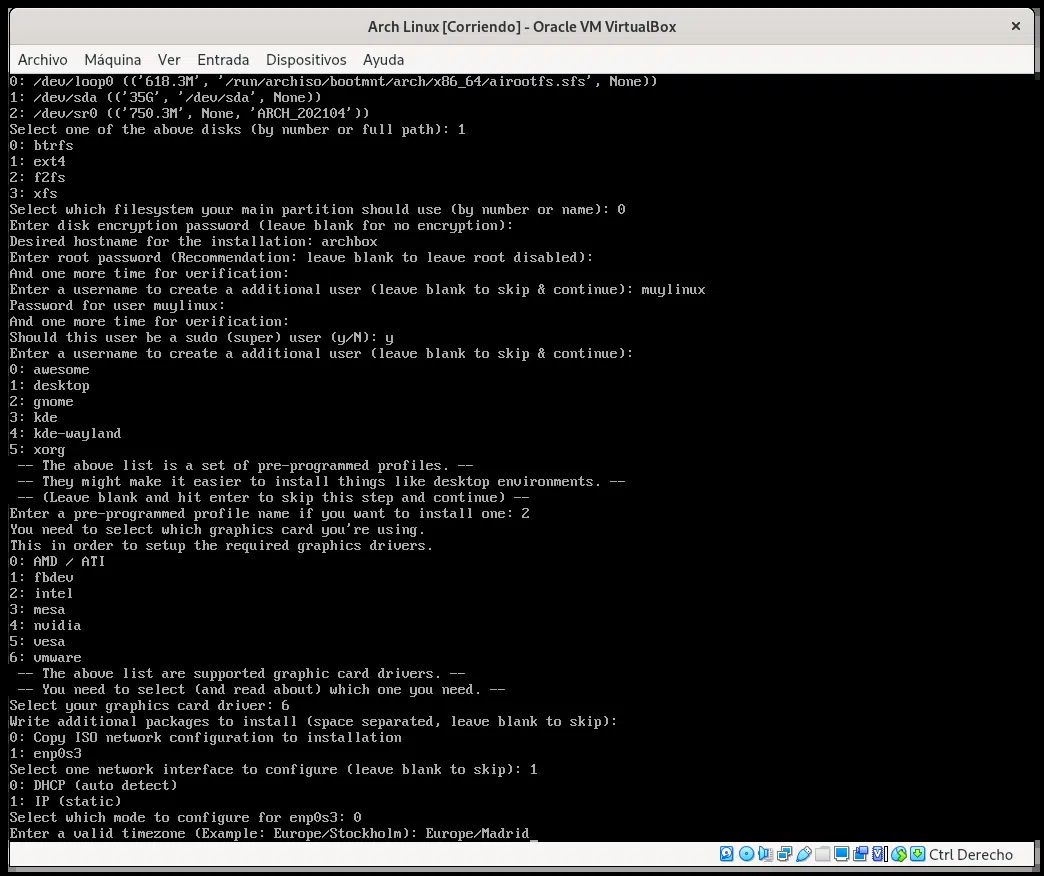 Arch Linux [Corriendo] - Oracle VM VirtualBox
Archivo Máquina Ver Entrada Dispositivos Ayuda
0: /dev/loop0 (('618.3M', '/run/archiso/bootmnt/arch/x86_64/airootfs.sfs', None))
1: /dev/sda (('35G', '/dev/sda', None))
2: /dev/sr0 (('750.3M', None, 'ARCH_202104'))
Select one of the above disks (by number or full path): 1
0: btrfs
1: ext4
2: f2fs
3: xfs
Select which filesystem your main partition should use (by number or name): 0
Enter disk encryption password (leave blank for no encryption):
Desired hostname for the installation: archbox
Enter root password (Recommendation: leave blank to leave root disabled):
And one more time for verification:
Enter a username to create a additional user (leave blank to skip & continue): muylinux
Password for user muylinux:
And one more time for verification:
Should this user be a sudo (super) user (y/N): y
Enter a username to create a additional user (leave blank to skip & continue):
0: awesome
1: desktop
2: gnome
3: kde
4: kde-wayland
5: xorg
-- The above list is a set of pre-programmed profiles. --
-- They might make it easier to install things like desktop environments. --
-- (Leave blank and hit enter to skip this step and continue) --
Enter a pre-programmed profile name if you want to install one: 2
You need to select which graphics card you're using.
This in order to setup the required graphics drivers.
0: AMD / ATI
1: fbdev
2: intel
3: mesa
4: nvidia
5: vesa
6: vmware
-- The above list are supported graphic card drivers. --
-- You need to select (and read about) which one you need. --
Select your graphics card driver: 6
Write additional packages to install (space separated, leave blank to skip):
0: Copy ISO network configuration to installation
1: enp0s3
Select one network interface to configure (leave blank to skip): 1
0: DHCP (auto detect)
1: IP (static)
Select which mode to configure for enp0s3: 0
Enter a valid timezone (Example: Europe/Stockholm): Europe/Madrid_
Ctrl Derecho